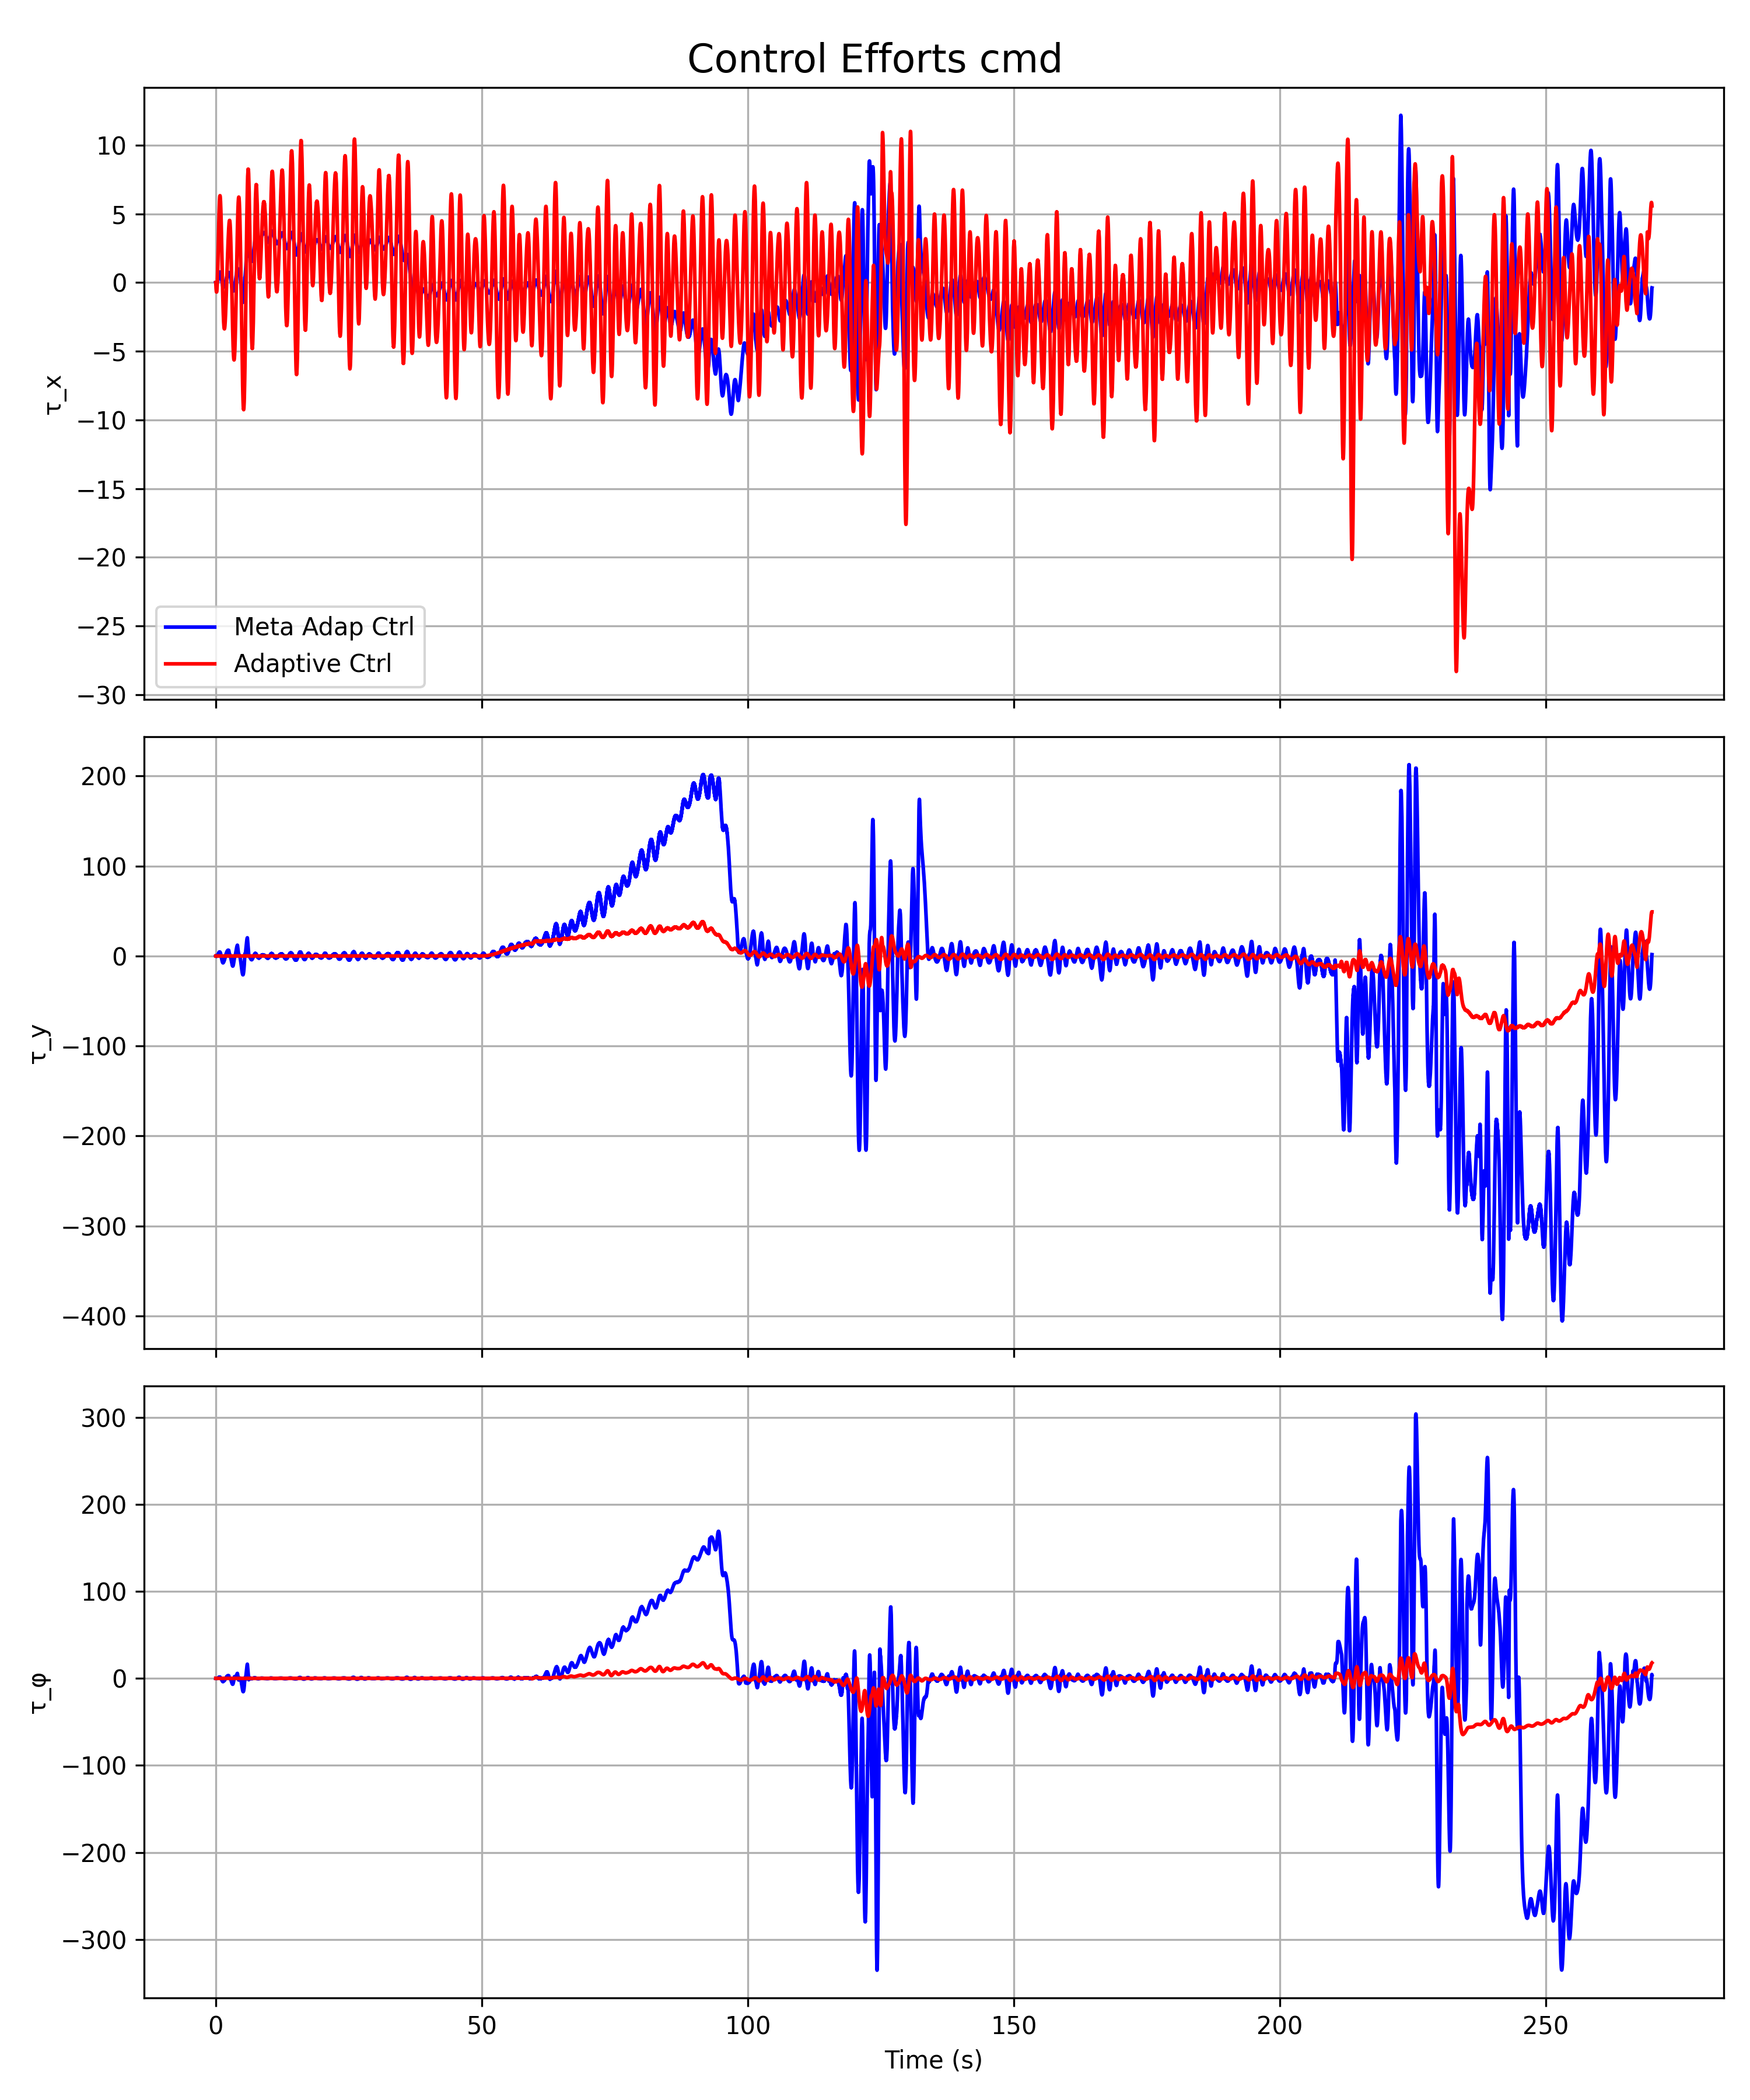 Control Efforts cmd
10
5
0
−5
−10
−15
−20
−25
−30
τ_x
Meta Adap Ctrl
Adaptive Ctrl
200
100
0
−100
−200
−300
−400
τ_y
300
200
100
0
−100
−200
−300
τ_φ
0 50 100 150 200 250
Time (s)